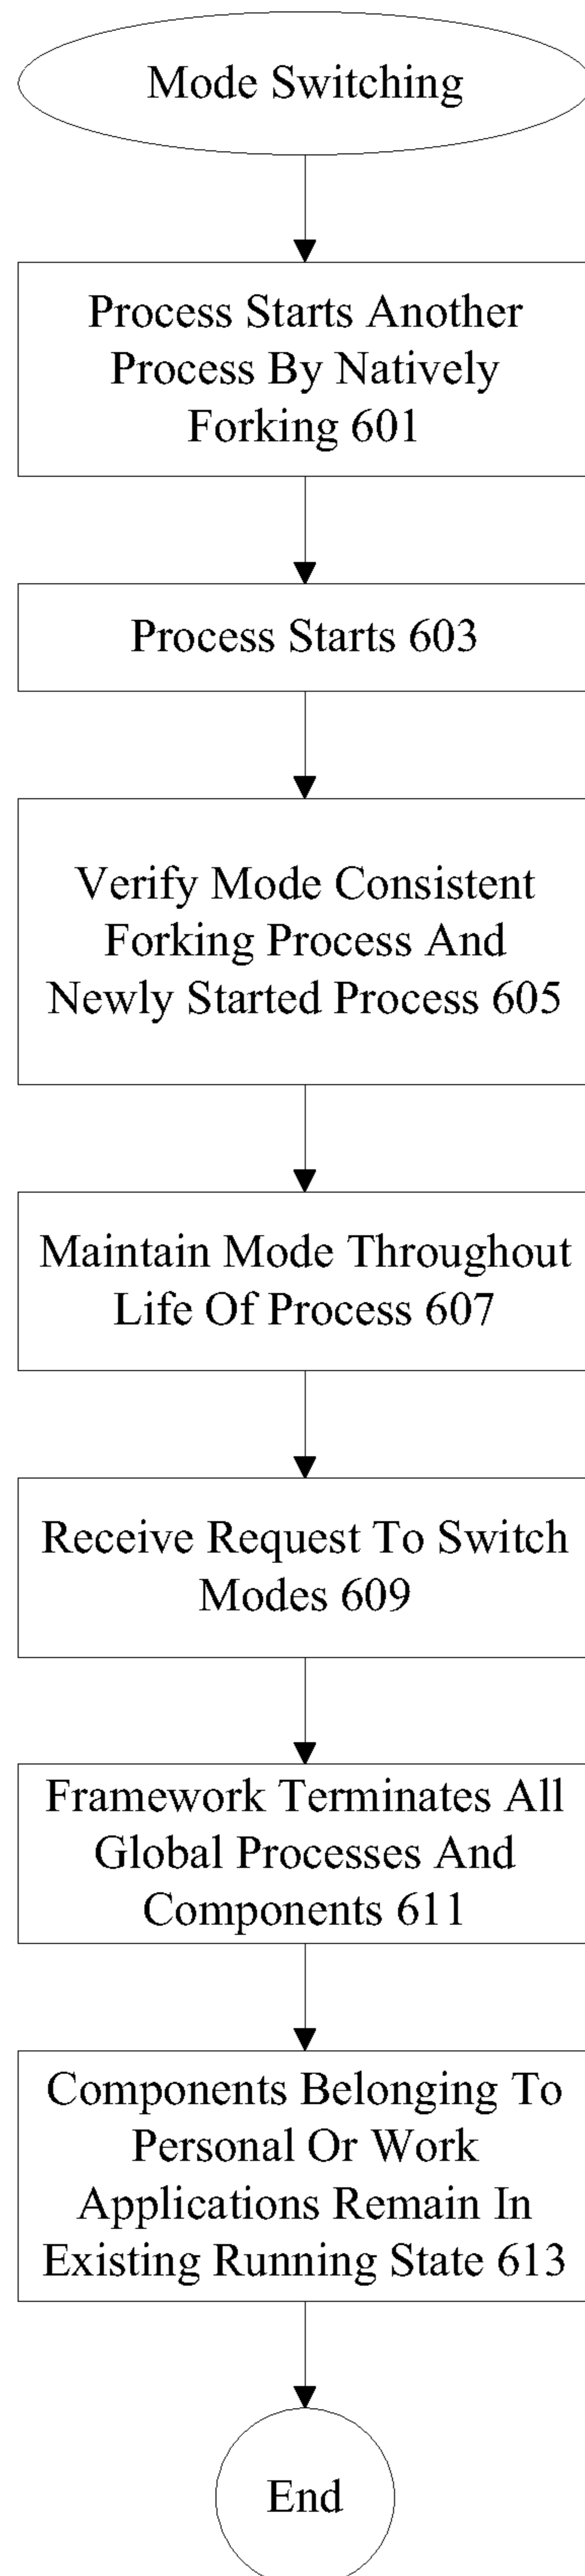 Mode Switching
Process Starts Another
Process By Natively
Forking 601
Process Starts 603
Verify Mode Consistent
Forking Process And
Newly Started Process 605
Maintain Mode Throughout
Life Of Process 607
Receive Request To Switch
Modes 609
Framework Terminates All
Global Processes And
Components 611
Components Belonging To
Personal Or Work
Applications Remain In
Existing Running State 613
End